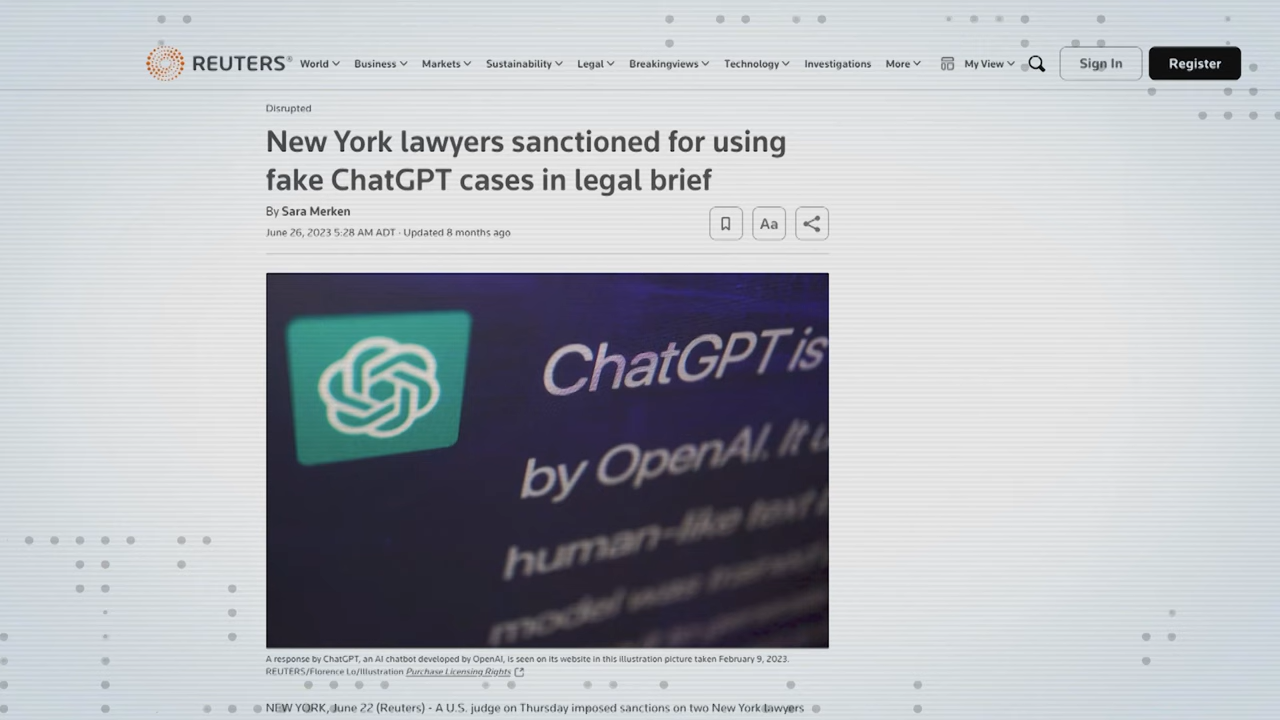 REUTERS®
World Business Markets Sustainability Legal Breakingviews Technology Investigations More My View Sign In Register
Disrupted
New York lawyers sanctioned for using
fake ChatGPT cases in legal brief
By Sara Merken
June 26, 2023 5:28 AM ADT · Updated 8 months ago
Aa
ChatGPT is
by OpenAI. It
human-like text
model was trained
A response by ChatGPT, an AI chatbot developed by OpenAI, is seen on its website in this illustration picture taken February 9, 2023.
REUTERS/Florence Lo/Illustration Purchase Licensing Rights
NEW YORK, June 22 (Reuters) - A U.S. judge on Thursday imposed sanctions on two New York lawyers